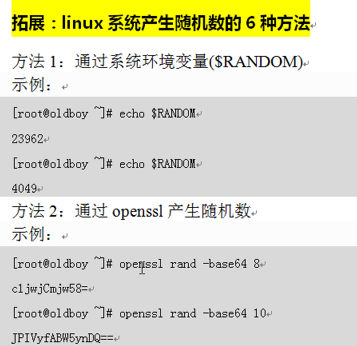 拓展：linux 系统产生随机数的 6 种方法
方法 1：通过系统环境变量($RANDOM)
示例：
[root@oldboy ~]# echo $RANDOM
23962
[root@oldboy ~]# echo $RANDOM
4049
方法 2：通过 openssl 产生随机数
示例：
[root@oldboy ~]# openssl rand -base64 8
c1jwjCmjw58=
[root@oldboy ~]# openssl rand -base64 10
JPIVyfABW5ynDQ==